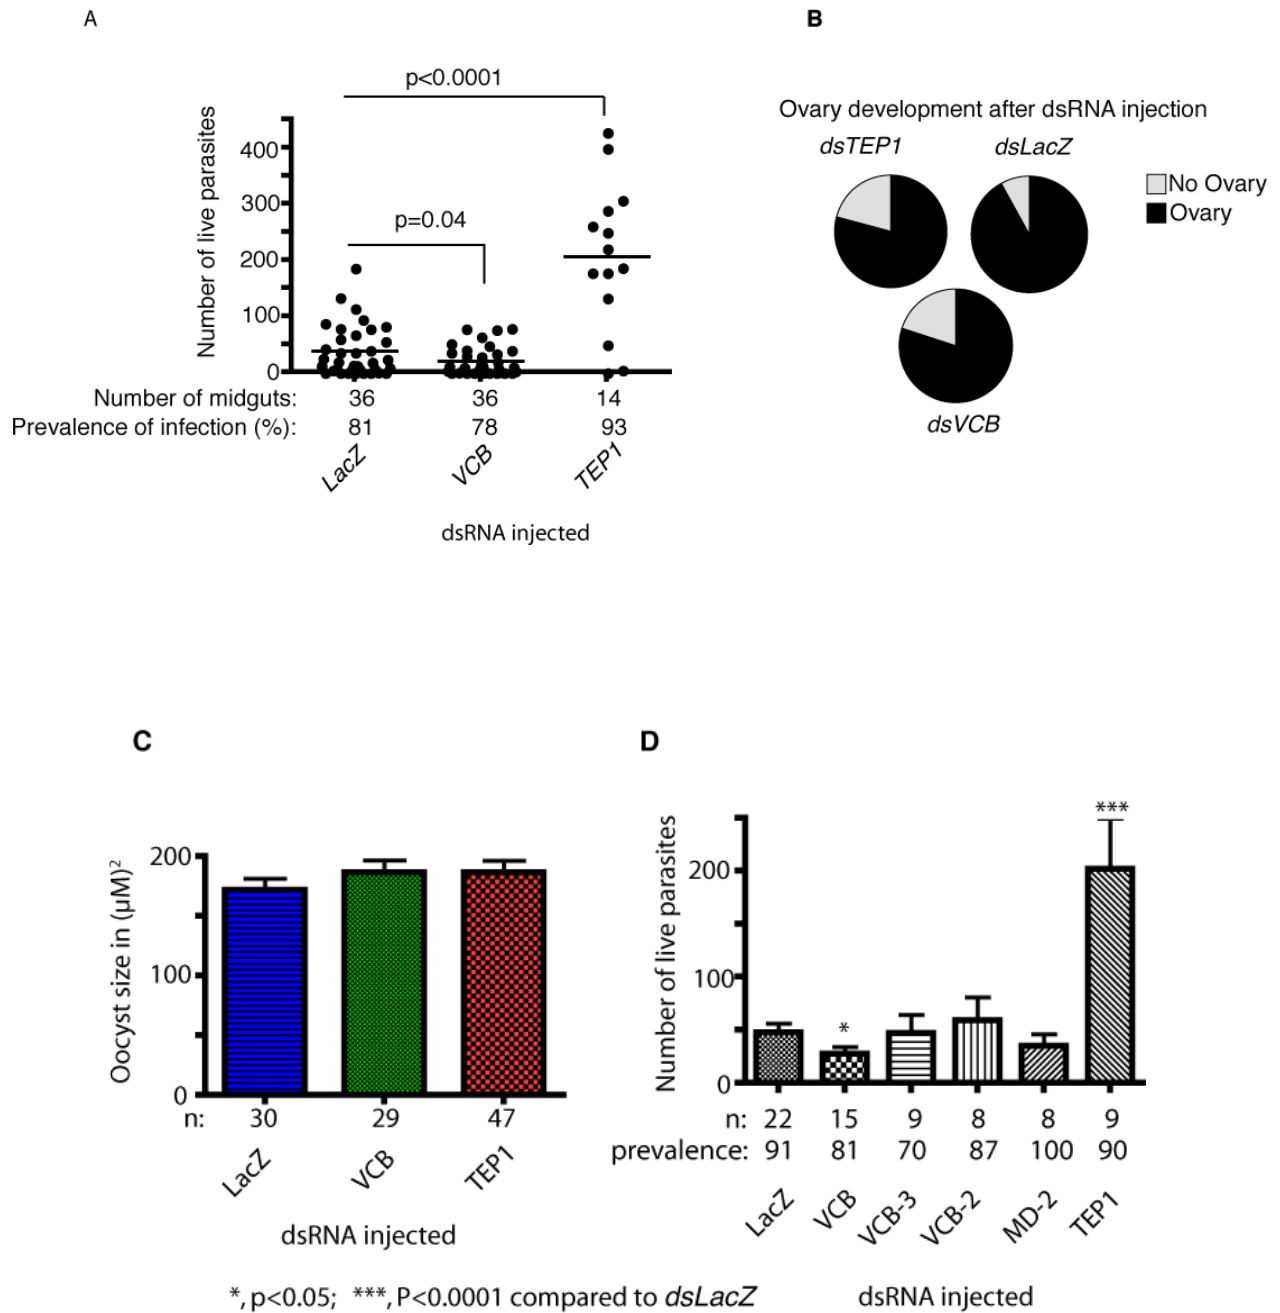 A
p<0.0001
p=0.04
Number of live parasites
400
300
200
100
0
Number of midguts: 36 36 14
Prevalence of infection (%): 81 78 93
LacZ VCB TEP1
dsRNA injected
B
Ovary development after dsRNA injection
dsTEP1 dsLacZ
No Ovary
Ovary
dsVCB
C
Oocyst size in (µM)²
200
100
0
n: 30 29 47
LacZ VCB TEP1
dsRNA injected
D
Number of live parasites
200
100
0
*
***
n: 22 15 9 8 8 9
prevalence: 91 81 70 87 100 90
LacZ VCB VCB-3 VCB-2 MD-2 TEP1
dsRNA injected
*, p<0.05; ***, P<0.0001 compared to dsLacZ